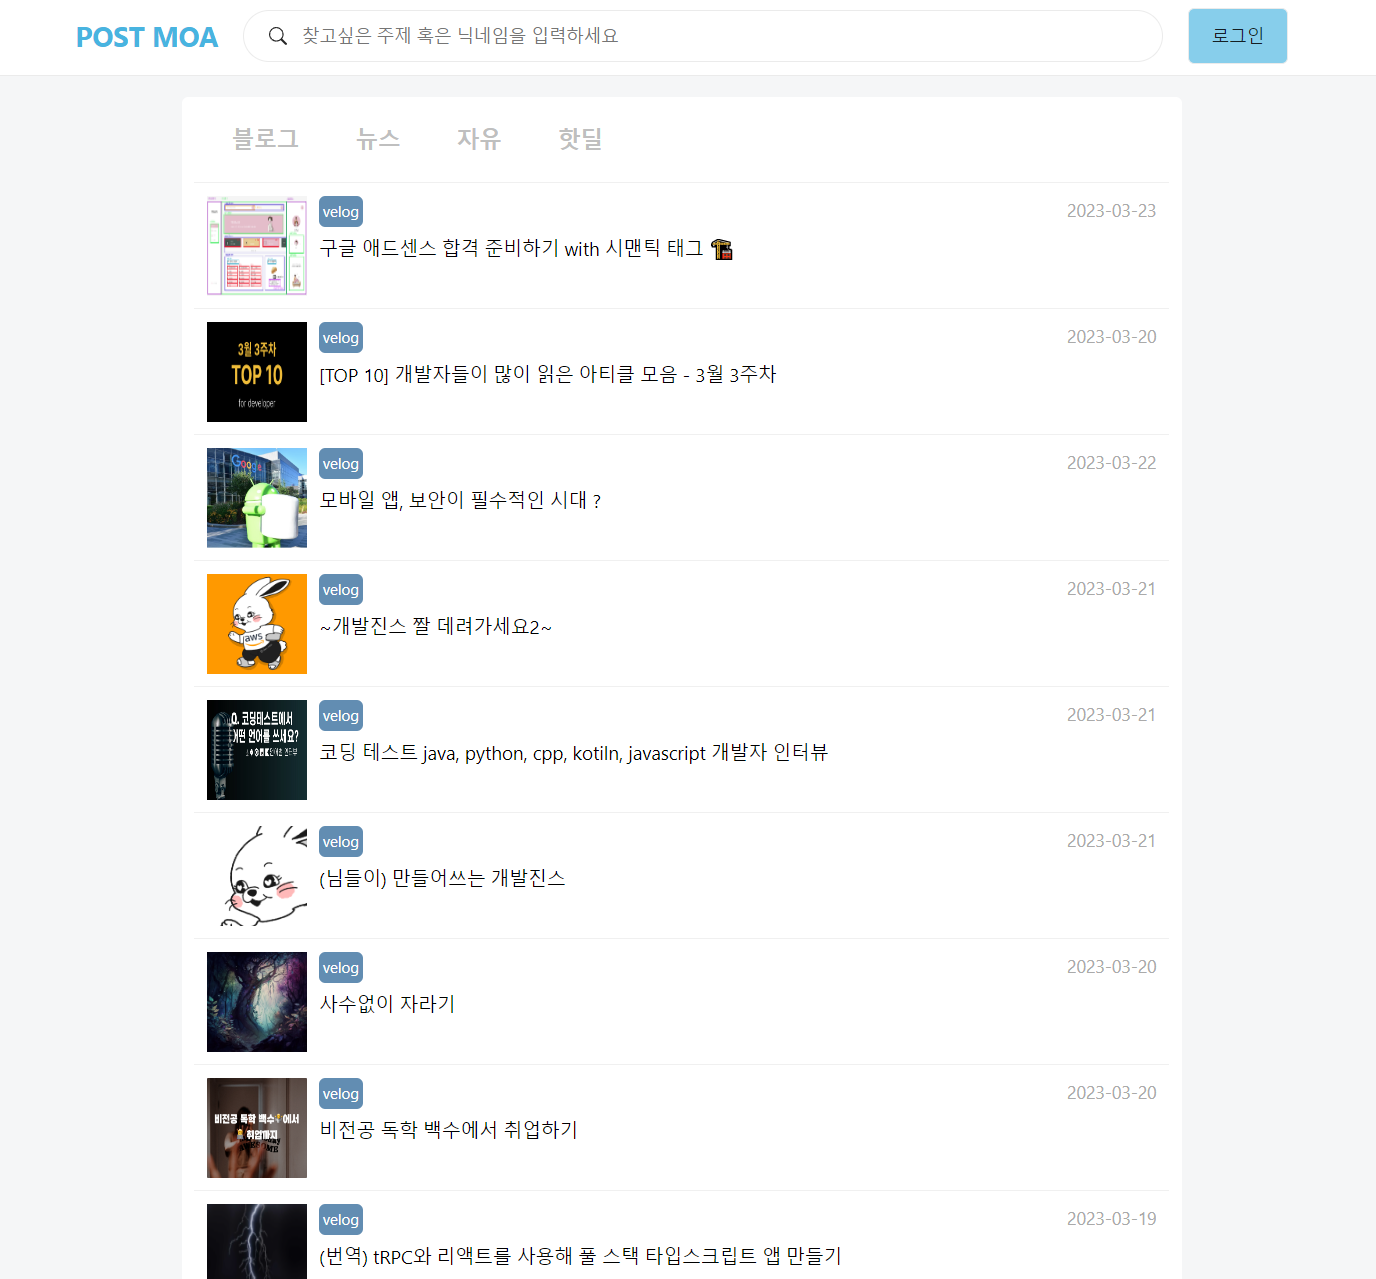 POST MOA
찾고싶은 주제 혹은 닉네임을 입력하세요
로그인
블로그 뉴스 자유 핫딜
velog 2023-03-23
구글 애드센스 합격 준비하기 with 시맨틱 태그 🏗
3월 3주차
TOP 10
for developer
velog 2023-03-20
[TOP 10] 개발자들이 많이 읽은 아티클 모음 - 3월 3주차
Google
velog 2023-03-22
모바일 앱, 보안이 필수적인 시대 ?
aws
velog 2023-03-21
~개발진스 짤 데려가세요2~
Q. 코딩테스트에서
어떤 언어를 쓰세요?
velog 2023-03-21
코딩 테스트 java, python, cpp, kotiln, javascript 개발자 인터뷰
velog 2023-03-21
(님들이) 만들어쓰는 개발진스
velog 2023-03-20
사수없이 자라기
비전공 독학 백수에서
취업까지
velog 2023-03-20
비전공 독학 백수에서 취업하기
velog 2023-03-19
(번역) tRPC와 리액트를 사용해 풀 스택 타입스크립트 앱 만들기